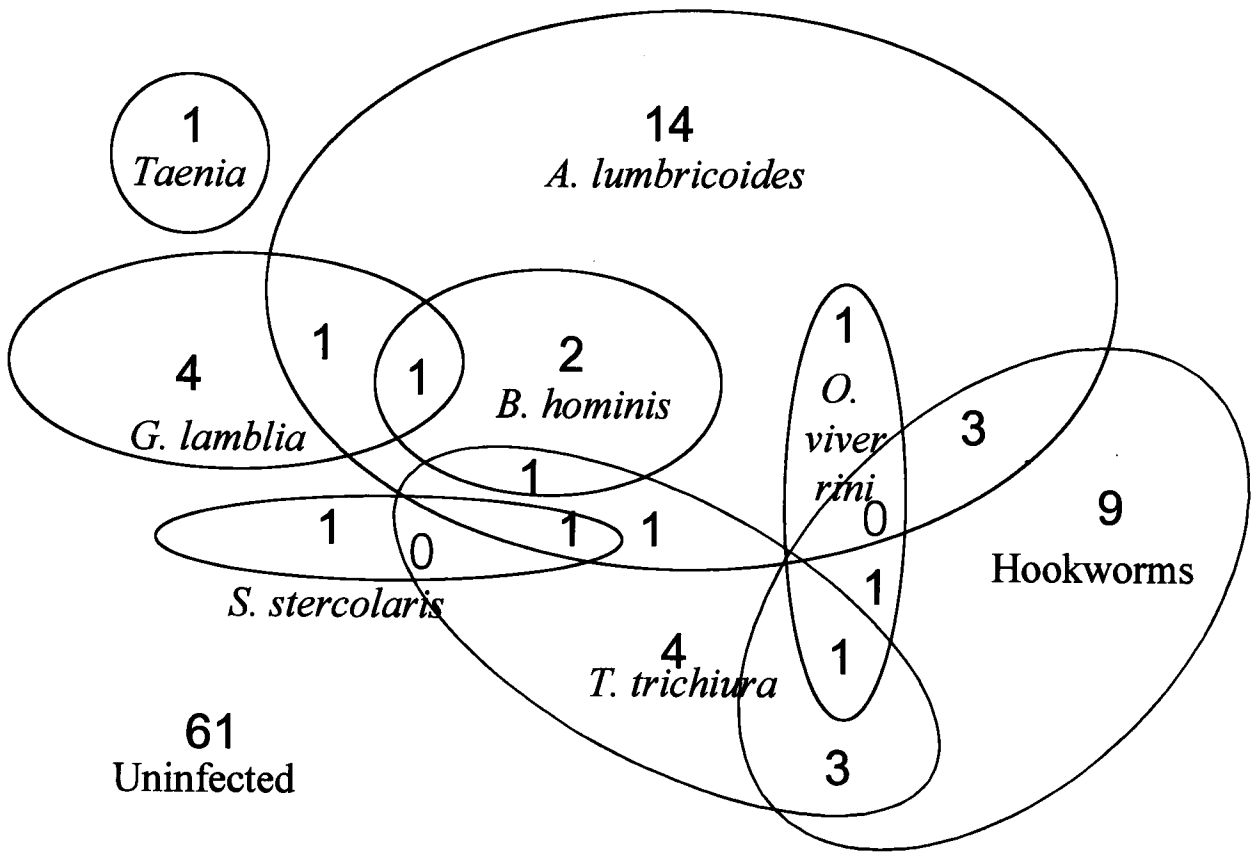 14
A. lumbricoides
1
Taenia
1
1
4
G. lamblia
1
2
B. hominis
1
O.
viver
rini
0
3
9
Hookworms
1
1
0
1
1
S. stercolaris
1
1
4
T. trichiura
3
61
Uninfected